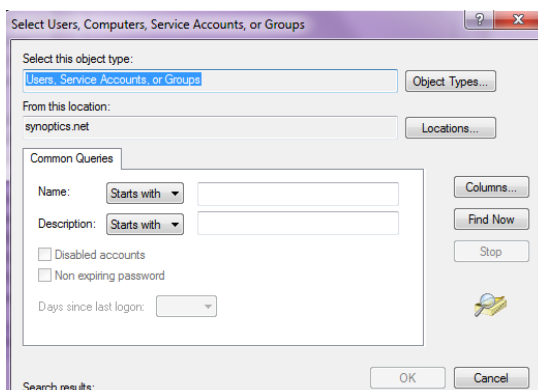 Select Users, Computers, Service Accounts, or Groups
? X
Select this object type:
Users, Service Accounts, or Groups
Object Types...
From this location:
synoptics.net
Locations...
Common Queries
Name: Starts with
Columns...
Description: Starts with
Find Now
Disabled accounts
Stop
Non expiring password
Days since last logon:
OK Cancel
Search results: